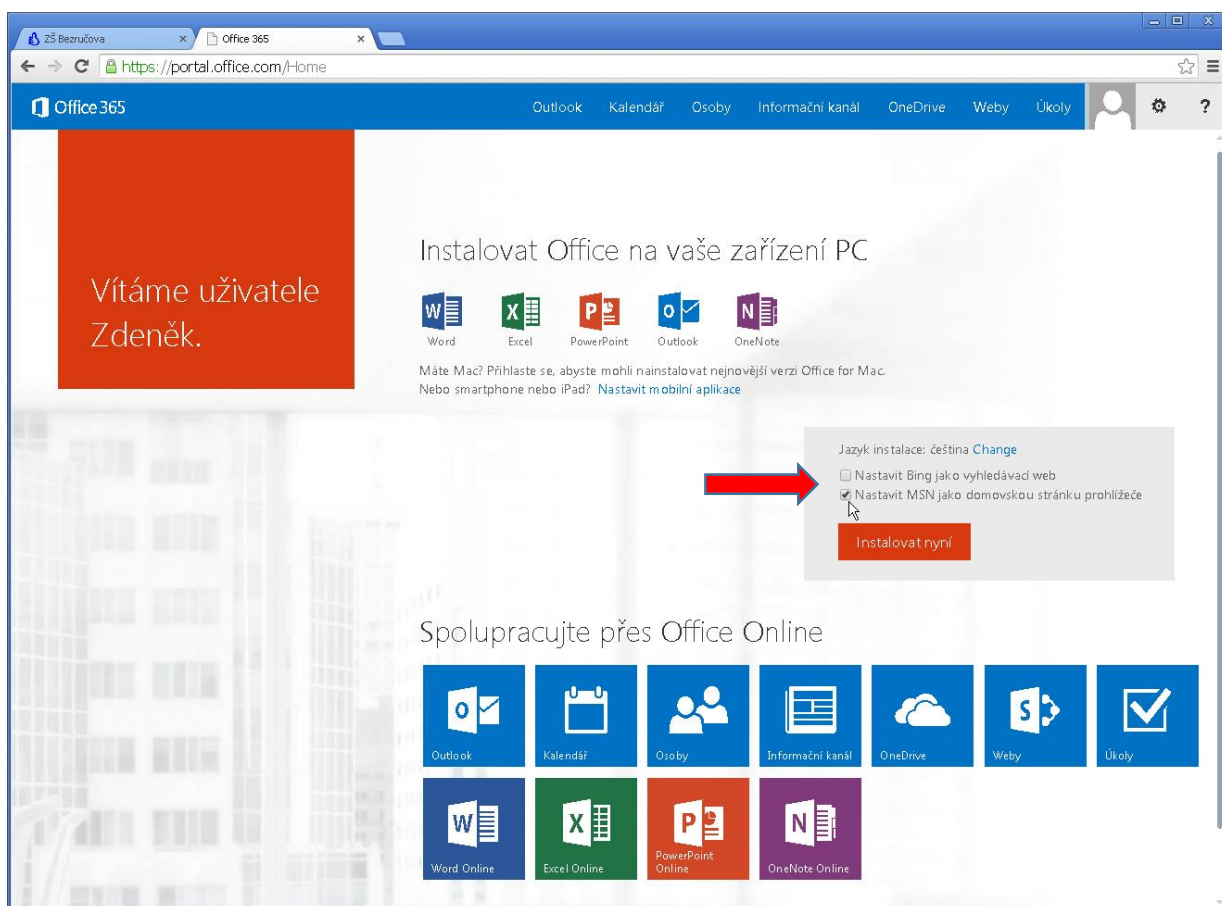 ZŠ Bezručova
Office 365
https://portal.office.com/Home
Office 365
Outlook Kalendář Osoby Informační kanál OneDrive Weby Úkoly ?
Vítáme uživatele
Zdeněk.
Instalovat Office na vaše zařízení PC
Word Excel PowerPoint Outlook OneNote
Máte Mac? Přihlaste se, abyste mohli nainstalovat nejnovější verzi Office for Mac.
Nebo smartphone nebo iPad? Nastavit mobilní aplikace
Jazyk instalace: čeština Change
Nastavit Bing jako vyhledávací web
Nastavit MSN jako domovskou stránku prohlížeče
Instalovat nyní
Spolupracujte přes Office Online
Outlook Kalendář Osoby Informační kanál OneDrive Weby Úkoly
Word Online Excel Online PowerPoint Online OneNote Online